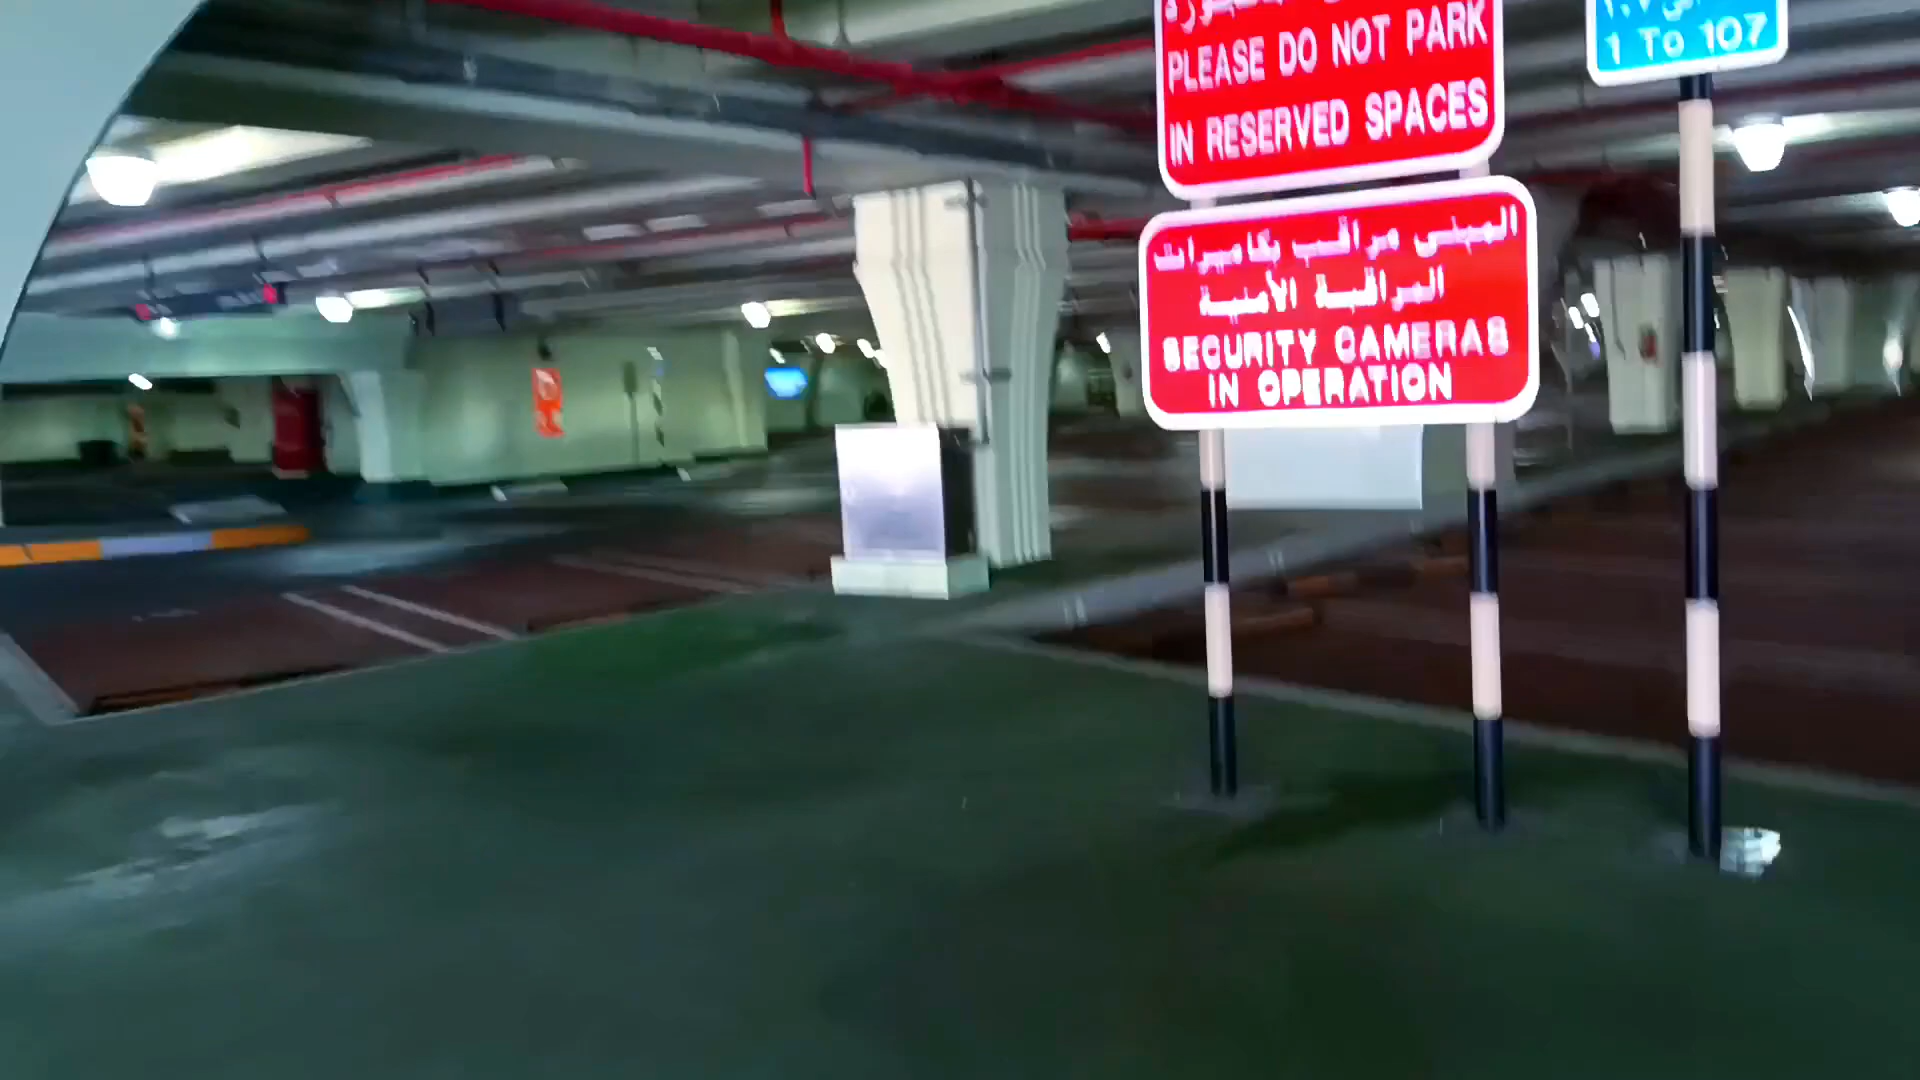 PLEASE DO NOT PARK
IN RESERVED SPACES
المبنى مراقب بكاميرات
المراقبة الأمنية
SECURITY CAMERAS
IN OPERATION
1 To 107